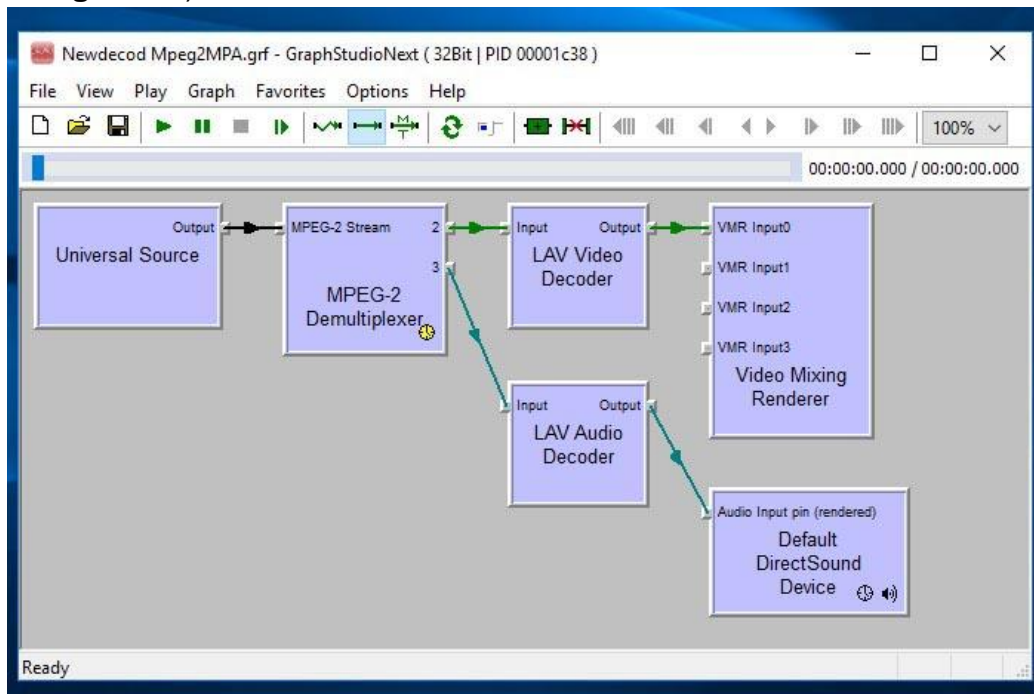 Newdecod Mpeg2MPA.grf - GraphStudioNext ( 32Bit | PID 00001c38 )
File View Play Graph Favorites Options Help
100%
00:00:00.000 / 00:00:00.000
Output
Universal Source
MPEG-2 Stream 2
3
MPEG-2
Demultiplexer
Input Output
LAV Video
Decoder
VMR Input0
VMR Input1
VMR Input2
VMR Input3
Video Mixing
Renderer
Input Output
LAV Audio
Decoder
Audio Input pin (rendered)
Default
DirectSound
Device
Ready